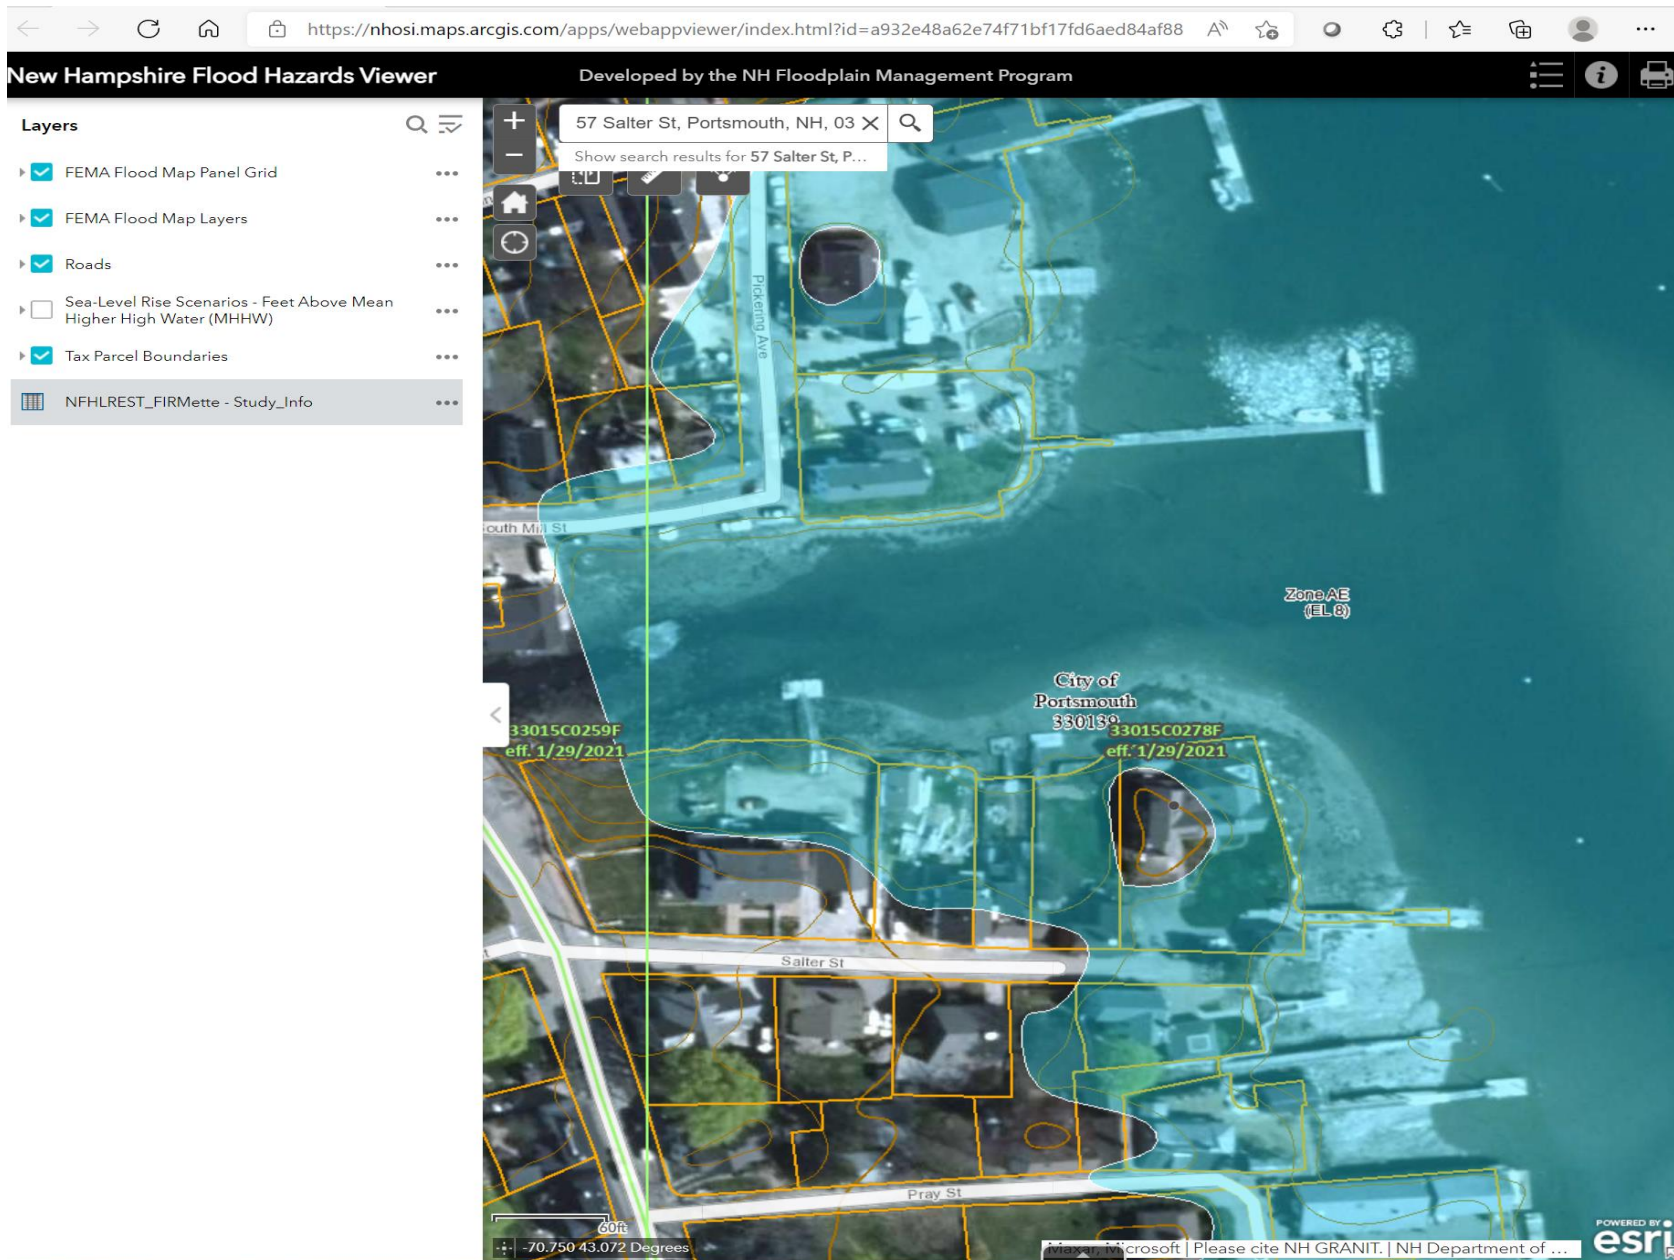 https://nhosi.maps.arcgis.com/apps/webappviewer/index.html?id=a932e48a62e74f71bf17fd6aed84af88
New Hampshire Flood Hazards Viewer
Developed by the NH Floodplain Management Program
Layers
FEMA Flood Map Panel Grid
FEMA Flood Map Layers
Roads
Sea-Level Rise Scenarios - Feet Above Mean
Higher High Water (MHHW)
Tax Parcel Boundaries
NFHLREST_FIRMette - Study_Info
57 Salter St, Portsmouth, NH, 03
Show search results for 57 Salter St, P...
Pickering Ave
South Mill St
Zone AE
(EL 8)
City of
Portsmouth
330139
33015C0259F
eff. 1/29/2021
33015C0278F
eff. 1/29/2021
Salter St
Pray St
60ft
-70.750 43.072 Degrees
Maxar, Microsoft | Please cite NH GRANIT. | NH Department of ...
POWERED BY
esri